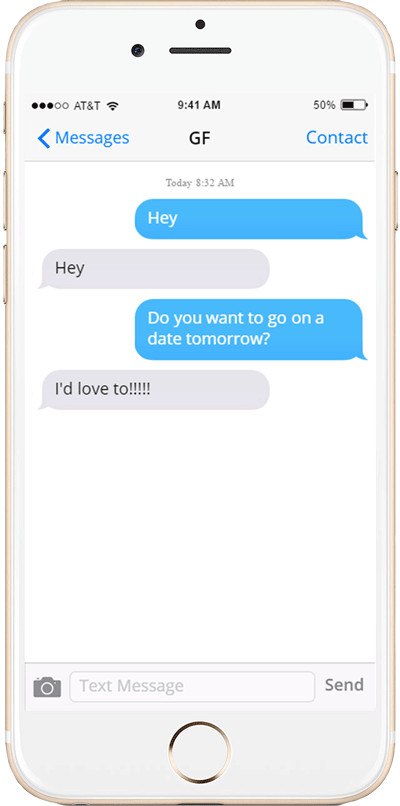 AT&T 9:41 AM 50%
Messages GF Contact
Today 8:32 AM
Hey
Hey
Do you want to go on a
date tomorrow?
I'd love to!!!!!
Text Message Send